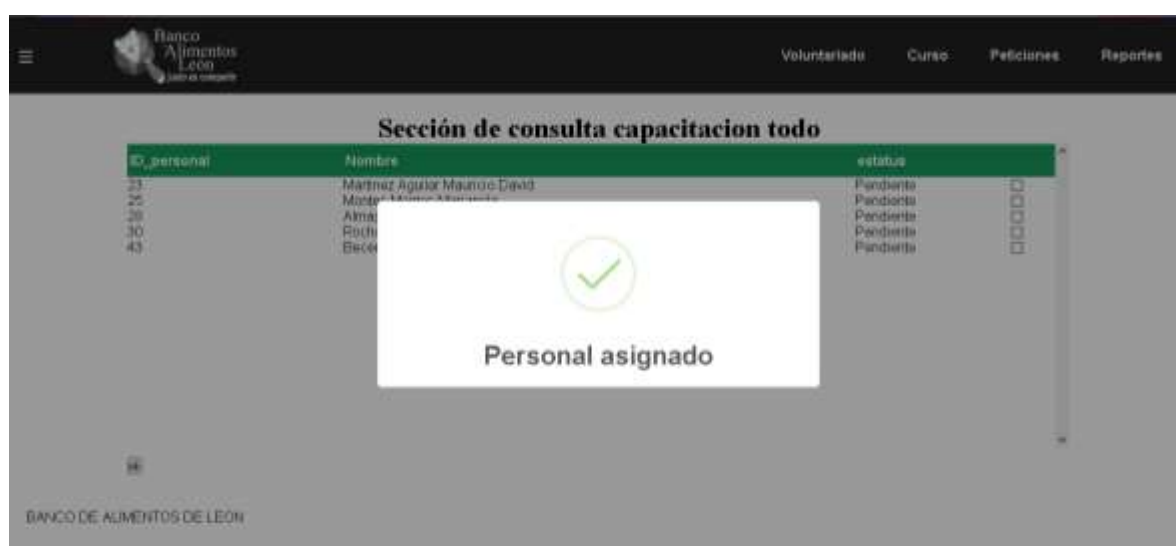 Banco
Alimentos
León
Voluntariado Curso Peticiones Reportes
Sección de consulta capacitacion todo
ID_personal Nombre estatus
23 Martinez Aguilar Mauricio David Pendiente
25 Pendiente
28 Pendiente
30 Pendiente
43 Pendiente
Personal asignado
BANCO DE ALIMENTOS DE LEON